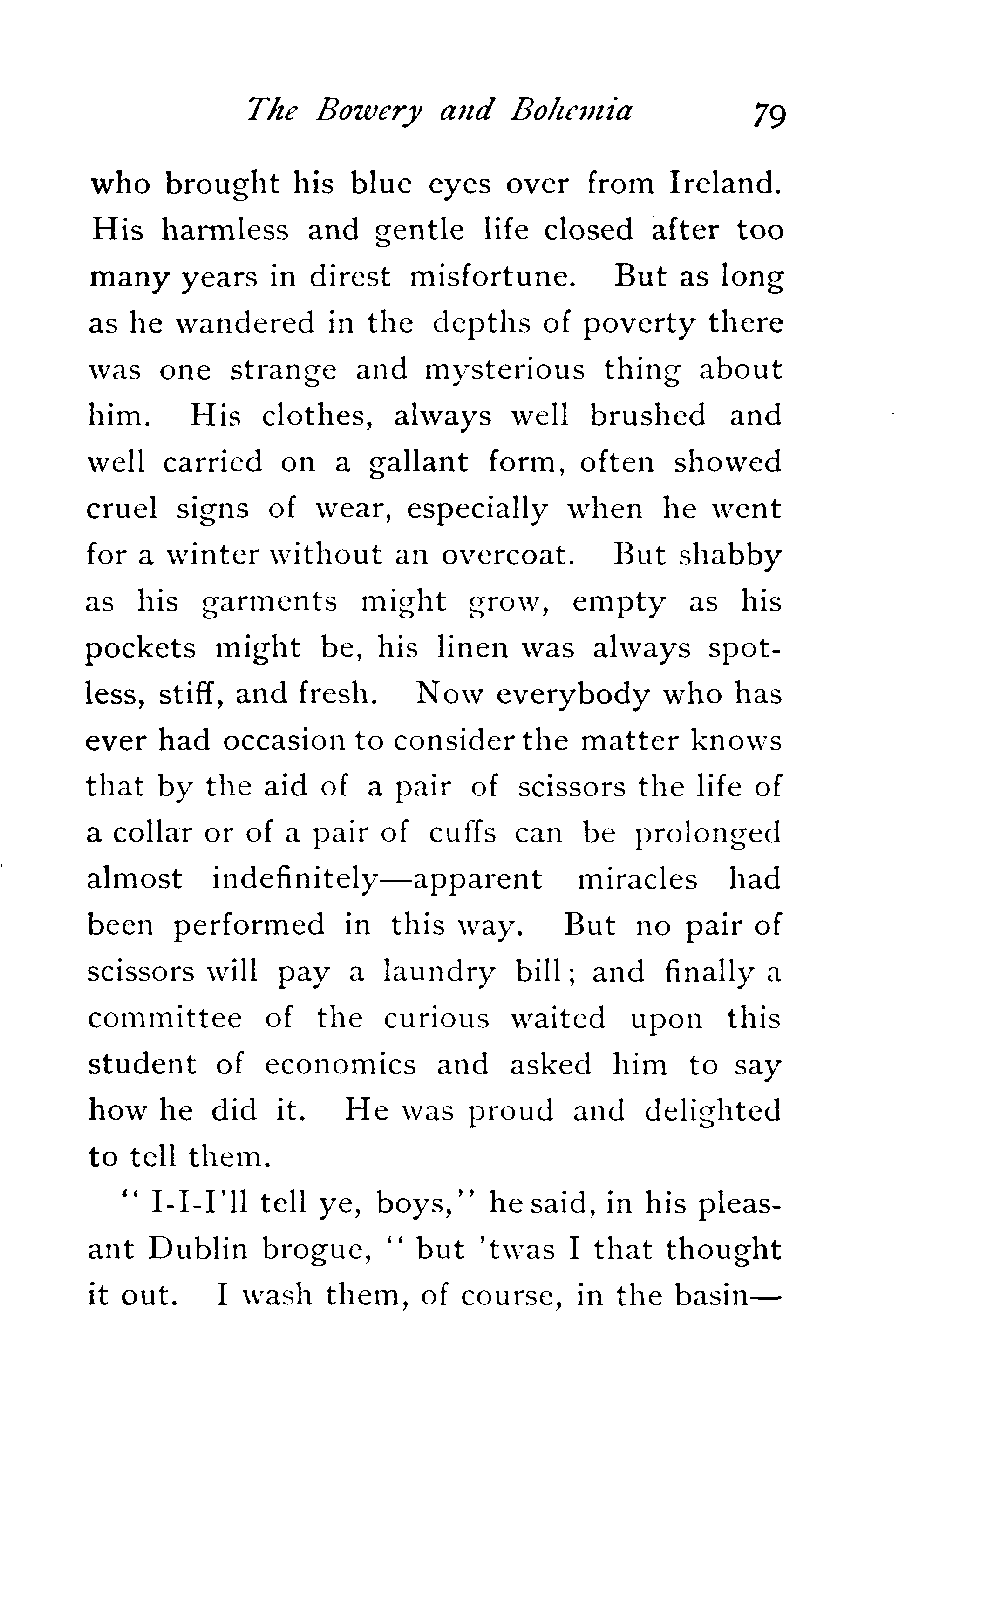 The Bowery and Bohemia 79
who brought his blue eyes over from Ireland.
His harmless and gentle life closed after too
many years in direst misfortune. But as long
as he wandered in the depths of poverty there
was one strange and mysterious thing about
him. His clothes, always well brushed and
well carried on a gallant form, often showed
cruel signs of wear, especially when he went
for a winter without an overcoat. But shabby
as his garments might grow, empty as his
pockets might be, his linen was always spot-
less, stiff, and fresh. Now everybody who has
ever had occasion to consider the matter knows
that by the aid of a pair of scissors the life of
a collar or of a pair of cuffs can be prolonged
almost indefinitely—apparent miracles had
been performed in this way. But no pair of
scissors will pay a laundry bill; and finally a
committee of the curious waited upon this
student of economics and asked him to say
how he did it. He was proud and delighted
to tell them.
"I-I-I'll tell ye, boys," he said, in his pleas-
ant Dublin brogue, "but 'twas I that thought
it out. I wash them, of course, in the basin—